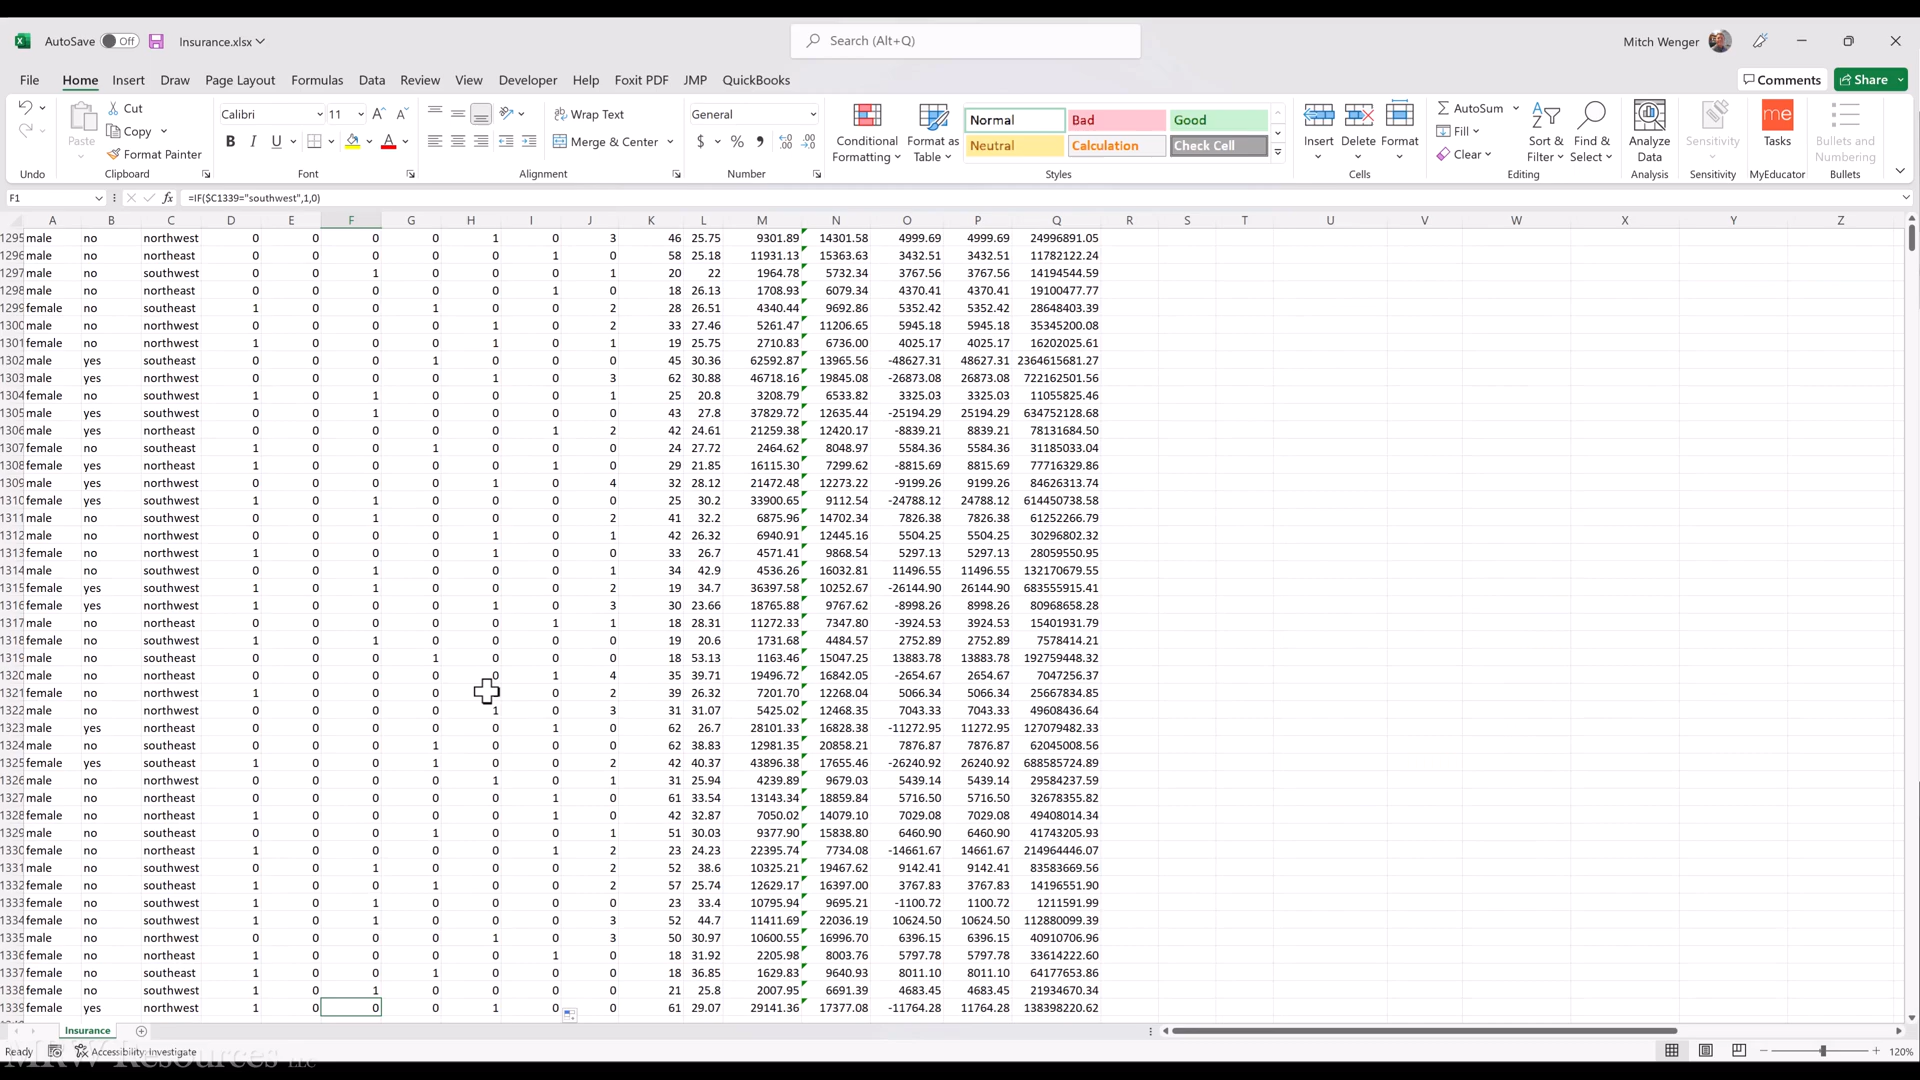 AutoSave Off Insurance.xlsx Search (Alt+Q) Mitch Wenger
File Home Insert Draw Page Layout Formulas Data Review View Developer Help Foxit PDF JMP QuickBooks Comments Share
Cut Calibri 11 Wrap Text General Normal Bad Good AutoSum
Paste Copy Merge & Center $ % Conditional Formatting Format as Table Neutral Calculation Check Cell Insert Delete Format Fill Sort & Filter Find & Select Analyze Data Sensitivity Tasks Bullets and Numbering
Format Painter B I U Clear
Undo Clipboard Font Alignment Number Styles Cells Editing Analysis Sensitivity MyEducator Bullets
F1 fx =IF($C1339="southwest",1,0)
A B C D E F G H I J K L M N O P Q R S T U V W X Y Z
1295 male no northwest 0 0 0 0 1 0 3 46 25.75 9301.89 14301.58 4999.69 4999.69 24996891.05
1296 male no northeast 0 0 0 0 0 1 0 58 25.18 11931.13 15363.63 3432.51 3432.51 11782122.24
1297 male no southwest 0 0 1 0 0 0 1 20 22 1964.78 5732.34 3767.56 3767.56 14194544.59
1298 male no northeast 0 0 0 0 0 1 0 18 26.13 1708.93 6079.34 4370.41 4370.41 19100477.77
1299 female no southeast 1 0 0 1 0 0 2 28 26.51 4340.44 9692.86 5352.42 5352.42 28648403.39
1300 male no northwest 0 0 0 0 1 0 2 33 27.46 5261.47 11206.65 5945.18 5945.18 35345200.08
1301 female no northwest 1 0 0 0 1 0 1 19 25.75 2710.83 6736.00 4025.17 4025.17 16202025.61
1302 male yes southeast 0 0 0 1 0 0 0 45 30.36 62592.87 13965.56 -48627.31 48627.31 2364615681.27
1303 male yes northwest 0 0 0 0 1 0 3 62 30.88 46718.16 19845.08 -26873.08 26873.08 722162501.56
1304 female no southwest 1 0 1 0 0 0 1 25 20.8 3208.79 6533.82 3325.03 3325.03 11055825.46
1305 male yes southwest 0 0 1 0 0 0 0 43 27.8 37829.72 12635.44 -25194.29 25194.29 634752128.68
1306 male yes northeast 0 0 0 0 0 1 2 42 24.61 21259.38 12420.17 -8839.21 8839.21 78131684.50
1307 female no southeast 1 0 0 1 0 0 0 24 27.72 2464.62 8048.97 5584.36 5584.36 31185033.04
1308 female yes northeast 1 0 0 0 0 1 0 29 21.85 16115.30 7299.62 -8815.69 8815.69 77716329.86
1309 male yes northwest 0 0 0 0 1 0 4 32 28.12 21472.48 12273.22 -9199.26 9199.26 84626313.74
1310 female yes southwest 1 0 1 0 0 0 0 25 30.2 33900.65 9112.54 -24788.12 24788.12 614450738.58
1311 male no southwest 0 0 1 0 0 0 2 41 32.2 6875.96 14702.34 7826.38 7826.38 61252266.79
1312 male no northwest 0 0 0 0 1 0 1 42 26.32 6940.91 12445.16 5504.25 5504.25 30296802.32
1313 female no northwest 1 0 0 0 1 0 0 33 26.7 4571.41 9868.54 5297.13 5297.13 28059550.95
1314 male no southwest 0 0 1 0 0 0 1 34 42.9 4536.26 16032.81 11496.55 11496.55 132170679.55
1315 female yes southwest 1 0 1 0 0 0 2 19 34.7 36397.58 10252.67 -26144.90 26144.90 683555915.41
1316 female yes northwest 1 0 0 0 1 0 3 30 23.66 18765.88 9767.62 -8998.26 8998.26 80968658.28
1317 male no northeast 0 0 0 0 0 1 1 18 28.31 11272.33 7347.80 -3924.53 3924.53 15401931.79
1318 female no southwest 1 0 1 0 0 0 0 19 20.6 1731.68 4484.57 2752.89 2752.89 7578414.21
1319 male no southeast 0 0 0 1 0 0 0 18 53.13 1163.46 15047.25 13883.78 13883.78 192759448.32
1320 male no northeast 0 0 0 0 0 1 4 35 39.71 19496.72 16842.05 -2654.67 2654.67 7047256.37
1321 female no northwest 1 0 0 0 0 2 39 26.32 7201.70 12268.04 5066.34 5066.34 25667834.85
1322 male no northwest 0 0 0 0 1 0 3 31 31.07 5425.02 12468.35 7043.33 7043.33 49608436.64
1323 male yes northeast 0 0 0 0 0 1 0 62 26.7 28101.33 16828.38 -11272.95 11272.95 127079482.33
1324 male no southeast 0 0 0 1 0 0 0 62 38.83 12981.35 20858.21 7876.87 7876.87 62045008.56
1325 female yes southeast 1 0 0 1 0 0 2 42 40.37 43896.38 17655.46 -26240.92 26240.92 688585724.89
1326 male no northwest 0 0 0 0 1 0 1 31 25.94 4239.89 9679.03 5439.14 5439.14 29584237.59
1327 male no northeast 0 0 0 0 0 1 0 61 33.54 13143.34 18859.84 5716.50 5716.50 32678355.82
1328 female no northeast 1 0 0 0 0 1 0 42 32.87 7050.02 14079.10 7029.08 7029.08 49408014.34
1329 male no southeast 0 0 0 1 0 0 1 51 30.03 9377.90 15838.80 6460.90 6460.90 41743205.93
1330 female no northeast 1 0 0 0 0 1 2 23 24.23 22395.74 7734.08 -14661.67 14661.67 214964446.07
1331 male no southwest 0 0 1 0 0 0 2 52 38.6 10325.21 19467.62 9142.41 9142.41 83583669.56
1332 female no southeast 1 0 0 1 0 0 2 57 25.74 12629.17 16397.00 3767.83 3767.83 14196551.90
1333 female no southwest 1 0 1 0 0 0 0 23 33.4 10795.94 9695.21 -1100.72 1100.72 1211591.99
1334 female no southwest 1 0 1 0 0 0 3 52 44.7 11411.69 22036.19 10624.50 10624.50 112880099.39
1335 male no northwest 0 0 0 0 1 0 3 50 30.97 10600.55 16996.70 6396.15 6396.15 40910706.96
1336 female no northeast 1 0 0 0 0 1 0 18 31.92 2205.98 8003.76 5797.78 5797.78 33614222.60
1337 female no southeast 1 0 0 1 0 0 0 18 36.85 1629.83 9640.93 8011.10 8011.10 64177653.86
1338 female no southwest 1 0 1 0 0 0 0 21 25.8 2007.95 6691.39 4683.45 4683.45 21934670.34
1339 female yes northwest 1 0 0 0 1 0 0 61 29.07 29141.36 17377.08 -11764.28 11764.28 138398220.62
Insurance
Ready Accessibility: Investigate 120%
MRW Resources LLC